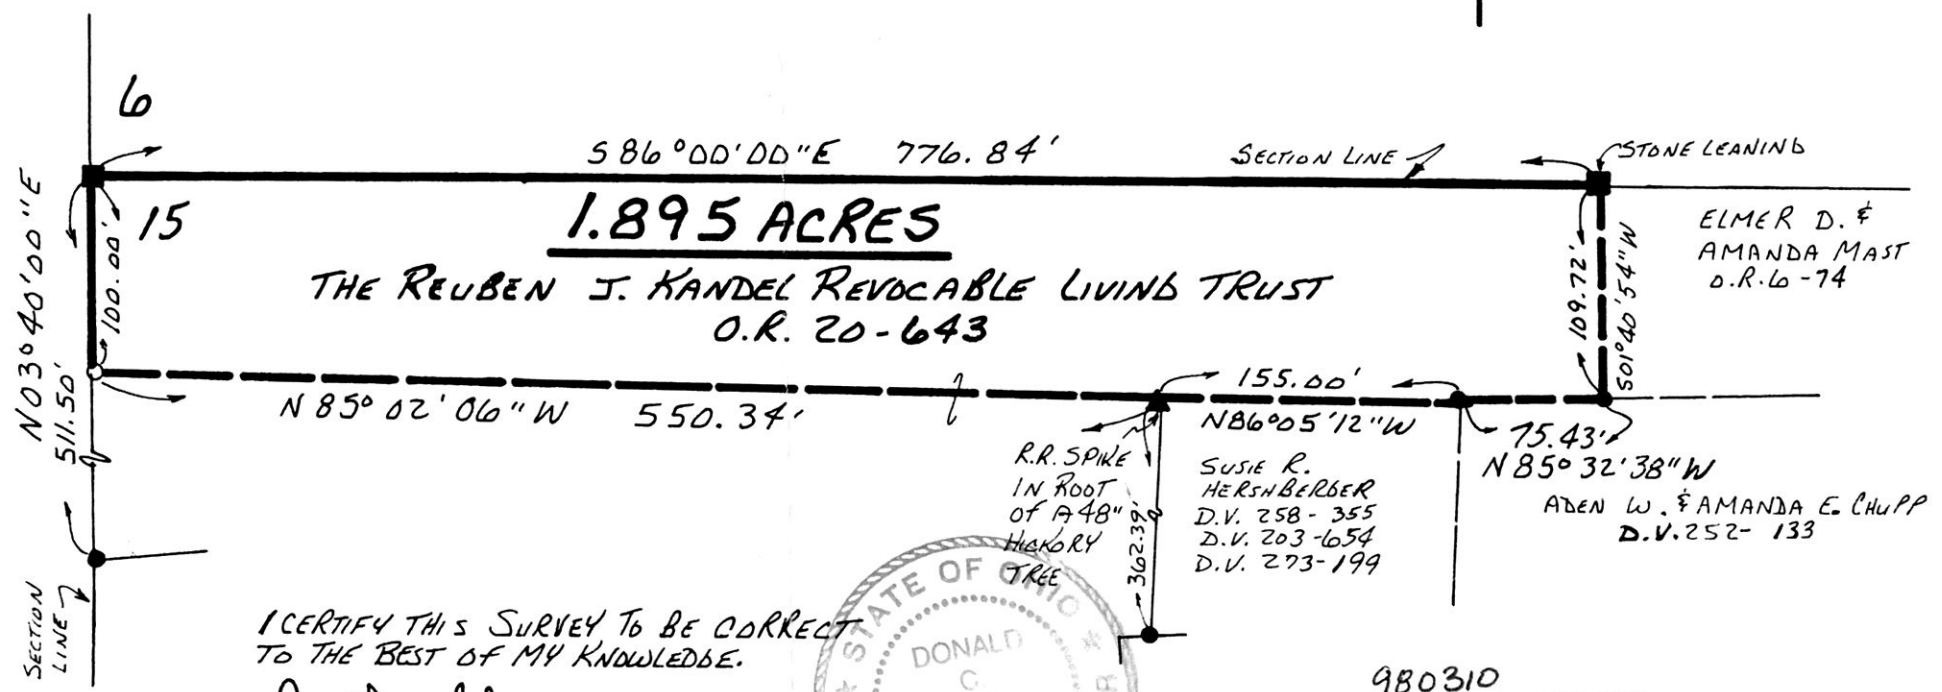 6
S 86°00'00"E 776.84'
SECTION LINE
STONE LEANING
N03°40'00"E
511.50'
100.00'
15
1.895 ACRES
THE REUBEN J. KANDEL REVOCABLE LIVING TRUST
O.R. 20-643
109.72'
S01°40'54"W
ELMER D. &
AMANDA MAST
O.R. 6-74
N 85° 02' 06" W 550.34'
155.00'
N86°05'12"W
75.43'
N 85° 32' 38" W
R.R. SPIKE
IN ROOT
OF A 48"
HICKORY
TREE
362.39'
SUSIE R.
HERSHBERGER
D.V. 258-355
D.V. 203-654
D.V. 273-199
ADEN W. & AMANDA E. CHUPP
D.V. 252-133
SECTION
LINE
I CERTIFY THIS SURVEY TO BE CORRECT
TO THE BEST OF MY KNOWLEDGE.
STATE OF OHIO
DONALD
C.
980310